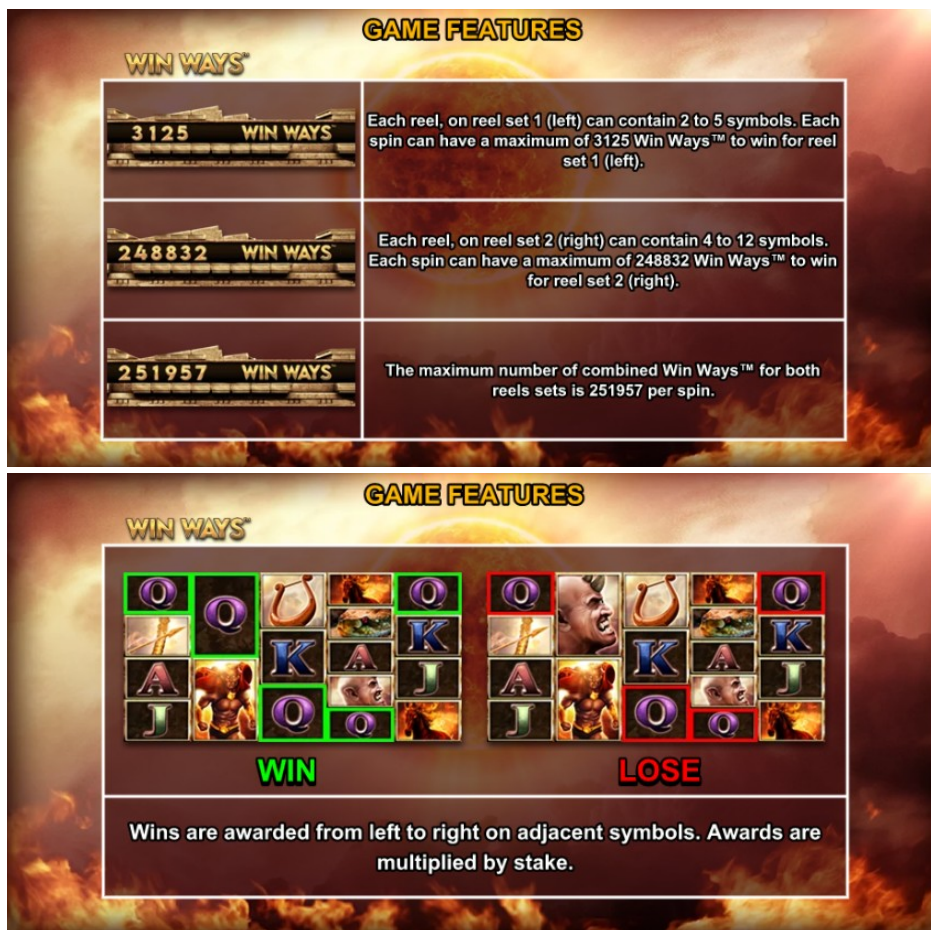 GAME FEATURES
WIN WAYS™
3125 WIN WAYS™
Each reel, on reel set 1 (left) can contain 2 to 5 symbols. Each
spin can have a maximum of 3125 Win Ways™ to win for reel
set 1 (left).
248832 WIN WAYS™
Each reel, on reel set 2 (right) can contain 4 to 12 symbols.
Each spin can have a maximum of 248832 Win Ways™ to win
for reel set 2 (right).
251957 WIN WAYS™
The maximum number of combined Win Ways™ for both
reels sets is 251957 per spin.
GAME FEATURES
WIN WAYS™
Q Q Q Q Q
K K A A J Q Q J
WIN
LOSE
Wins are awarded from left to right on adjacent symbols. Awards are
multiplied by stake.